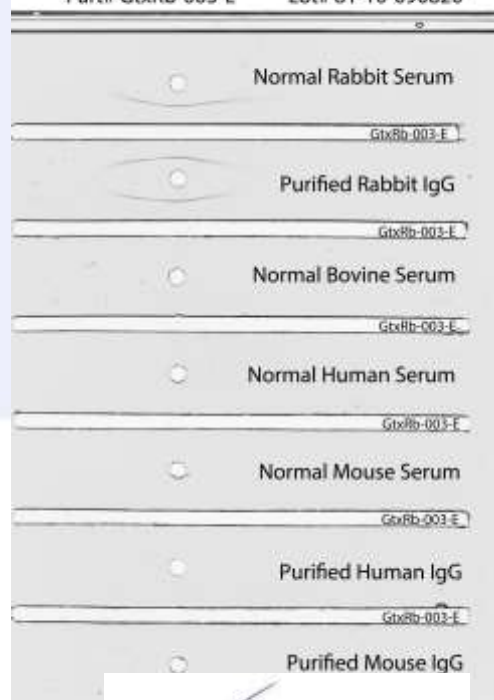 Normal Rabbit Serum
GtxRb-003-E
Purified Rabbit IgG
GtxRb-003-E
Normal Bovine Serum
GtxRb-003-E
Normal Human Serum
GtxRb-003-E
Normal Mouse Serum
GtxRb-003-E
Purified Human IgG
GtxRb-003-E
Purified Mouse IgG